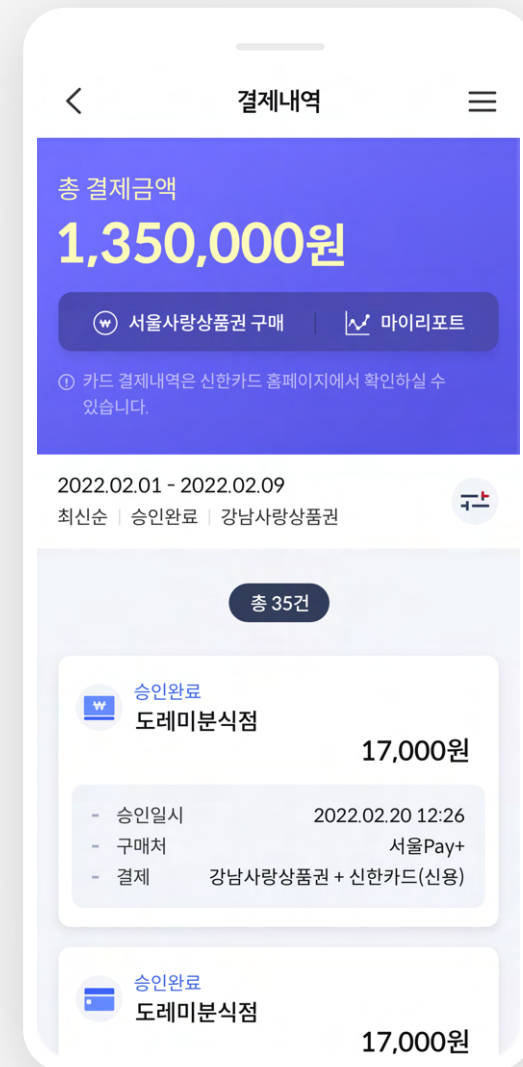 결제내역
총 결제금액
1,350,000원
서울사랑상품권 구매 마이리포트
카드 결제내역은 신한카드 홈페이지에서 확인하실 수
있습니다.
2022.02.01 - 2022.02.09
최신순 | 승인완료 | 강남사랑상품권
총 35건
승인완료
도레미분식점
17,000원
- 승인일시 2022.02.20 12:26
- 구매처 서울Pay+
- 결제 강남사랑상품권 + 신한카드(신용)
승인완료
도레미분식점
17,000원